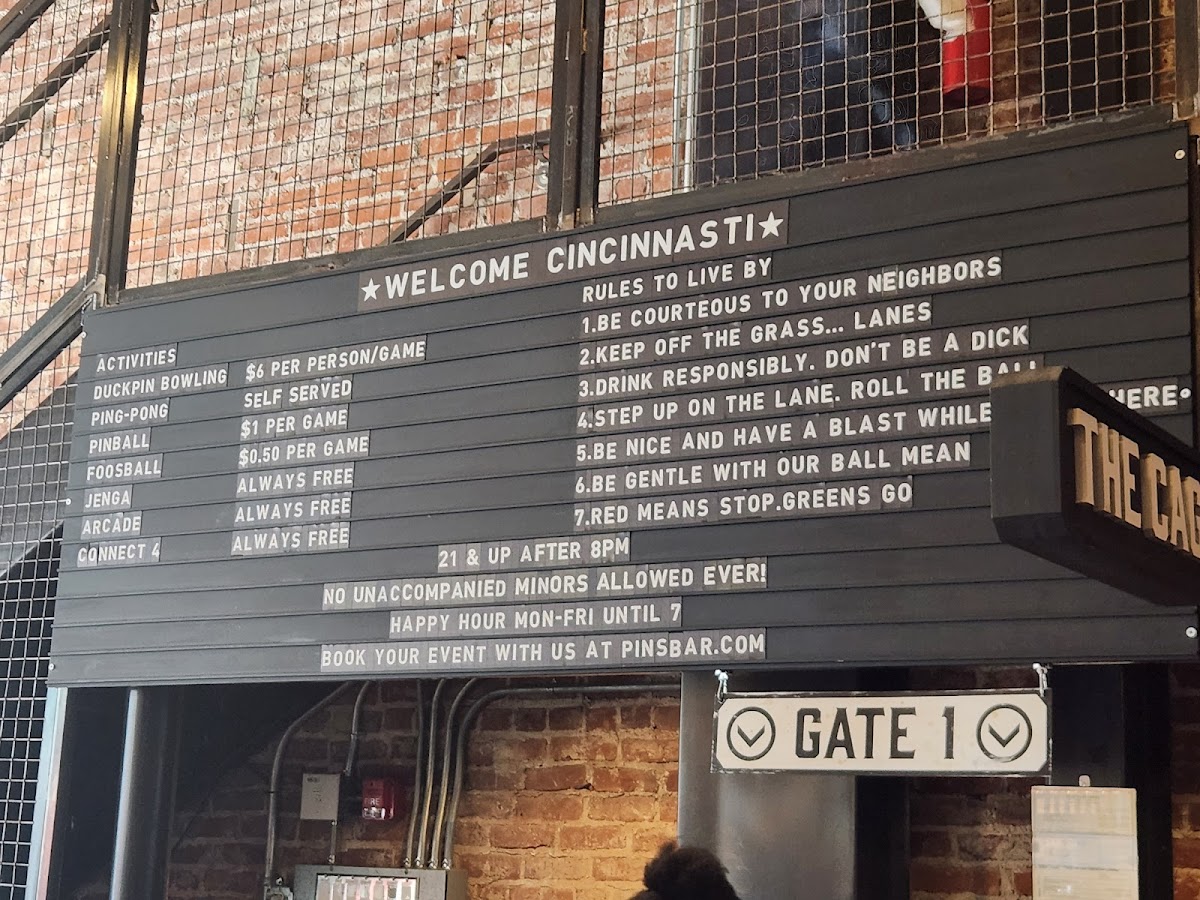 ★WELCOME CINCINNASTI★
ACTIVITIES
DUCKPIN BOWLING $6 PER PERSON/GAME
PING-PONG SELF SERVED
PINBALL $1 PER GAME
FOOSBALL $0.50 PER GAME
JENGA ALWAYS FREE
ARCADE ALWAYS FREE
CONNECT 4 ALWAYS FREE
RULES TO LIVE BY
1.BE COURTEOUS TO YOUR NEIGHBORS
2.KEEP OFF THE GRASS... LANES
3.DRINK RESPONSIBLY. DON'T BE A DICK
4.STEP UP ON THE LANE. ROLL THE BALL
5.BE NICE AND HAVE A BLAST WHILE HERE
6.BE GENTLE WITH OUR BALL MEAN
7.RED MEANS STOP.GREENS GO
21 & UP AFTER 8PM
NO UNACCOMPANIED MINORS ALLOWED EVER!
HAPPY HOUR MON-FRI UNTIL 7
BOOK YOUR EVENT WITH US AT PINSBAR.COM
THE
GATE 1
FIRE